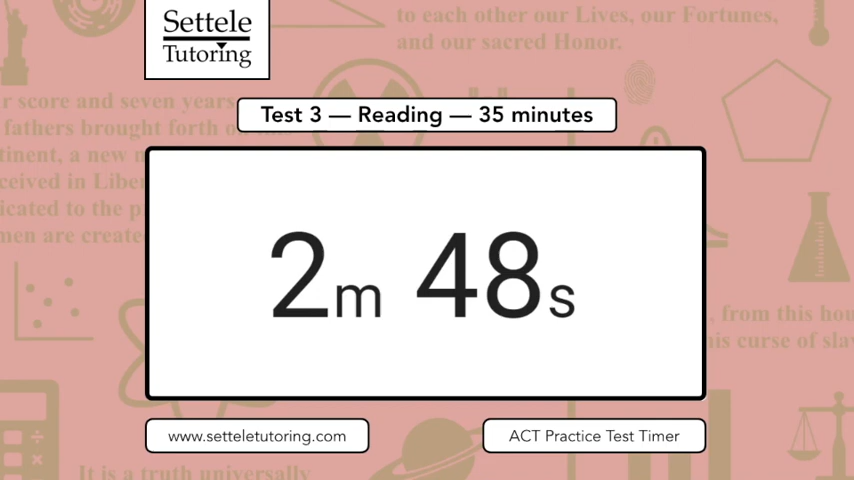 Settele
Tutoring
to each other our Lives, our Fortunes,
and our sacred Honor.
Test 3 — Reading — 35 minutes
r score and seven years
fathers brought forth o
tinent, a new
ceived in Liber
icated to the p
men are create
2m 48s
, from this hou
his curse of slav
www.setteletutoring.com
ACT Practice Test Timer
It is a truth universally